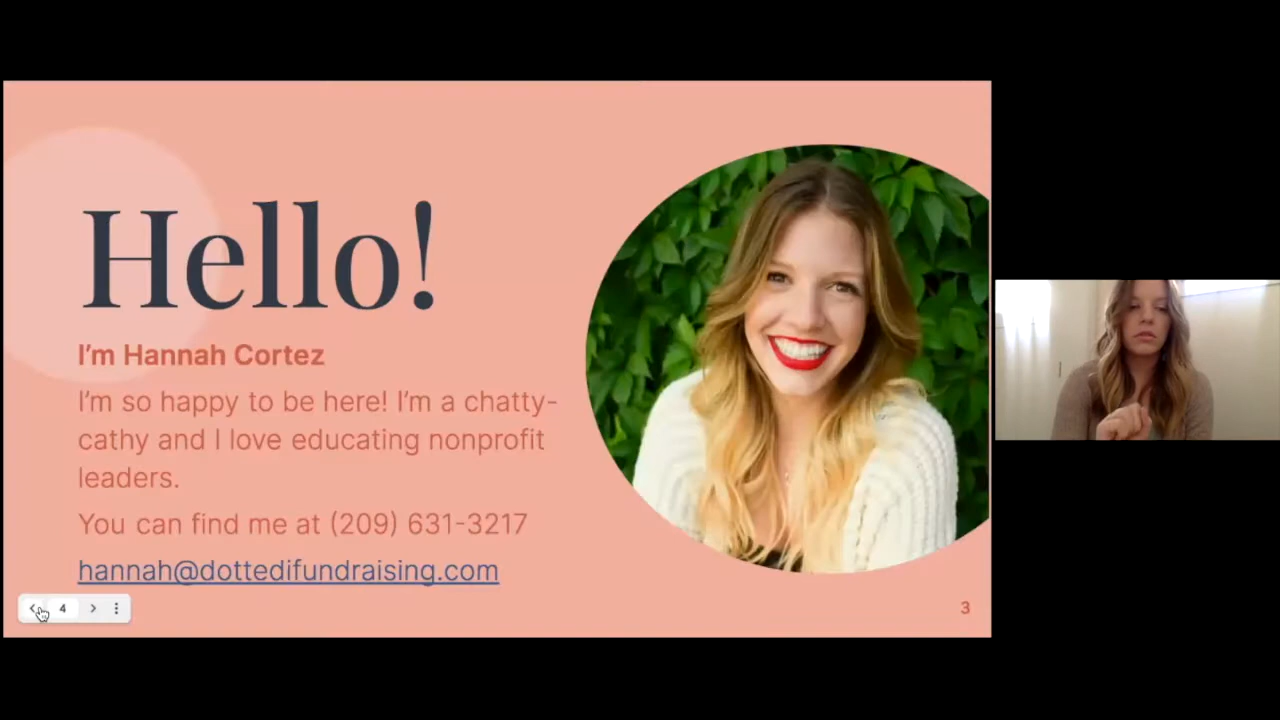 Hello!
I'm Hannah Cortez
I'm so happy to be here! I'm a chatty-
cathy and I love educating nonprofit
leaders.
You can find me at (209) 631-3217
hannah@dottedifundraising.com
4
3